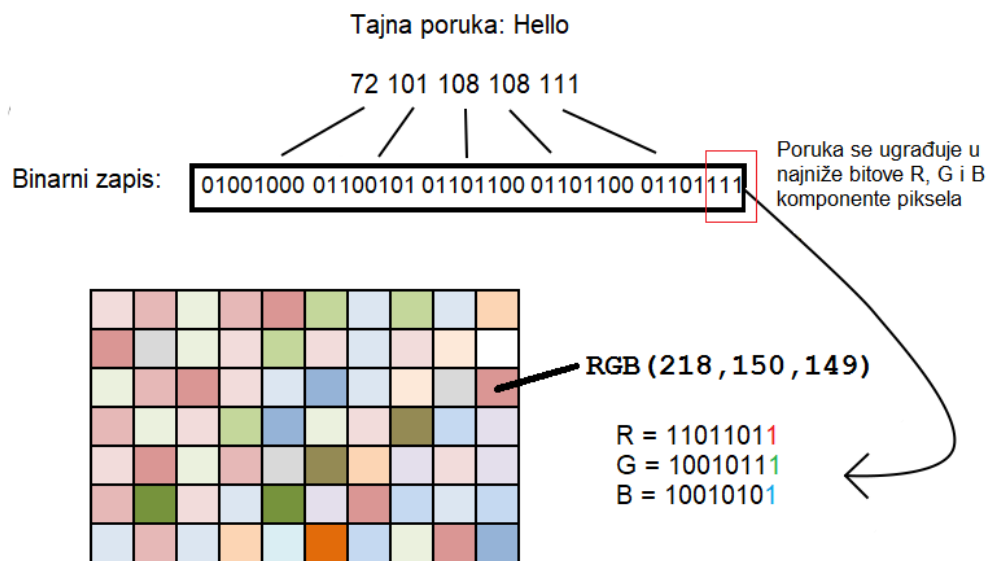 Tajna poruka: Hello
72 101 108 108 111
Binarni zapis:
01001000 01100101 01101100 01101100 01101111
Poruka se ugrađuje u
najniže bitove R, G i B
komponente piksela
RGB(218,150,149)
R = 11011011
G = 10010111
B = 10010101